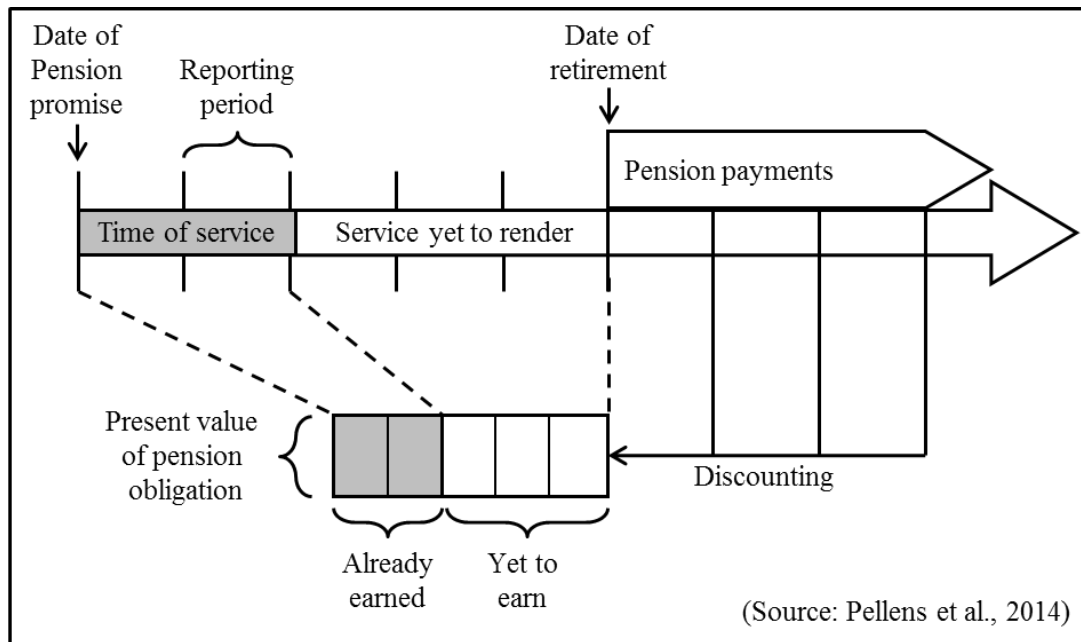 Date of
Pension
promise
Reporting
period
Date of
retirement
Pension payments
Time of service
Service yet to render
Present value
of pension
obligation
Discounting
Already
earned
Yet to
earn
(Source: Pellens et al., 2014)